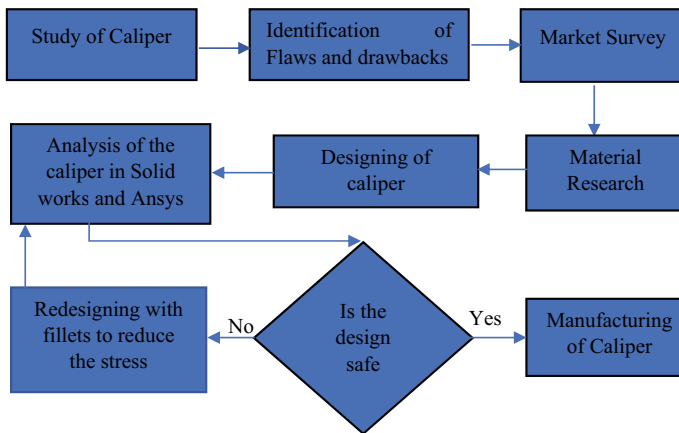 Study of Caliper
Identification of
Flaws and drawbacks
Market Survey
Analysis of the
caliper in Solid
works and Ansys
Designing of
caliper
Material
Research
Redesigning with
fillets to reduce
the stress
No
Is the
design
safe
Yes
Manufacturing
of Caliper